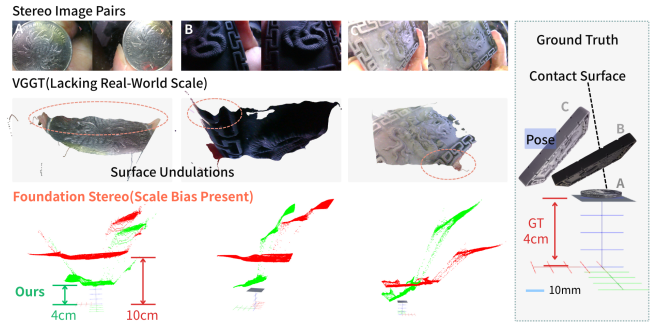 Stereo Image Pairs
A
B
VGGT(Lacking Real-World Scale)
Surface Undulations
Foundation Stereo(Scale Bias Present)
Ours
4cm
10cm
Ground Truth
Contact Surface
C
Pose
B
A
GT
4cm
10mm